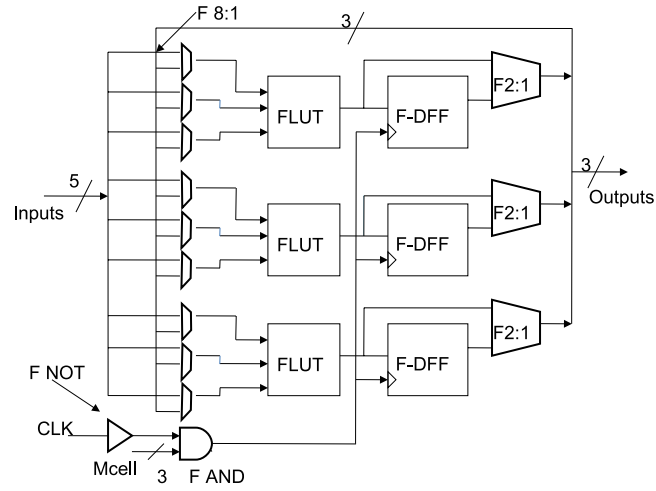 F 8:1
3
FLUT
F-DFF
F2:1
5
Inputs
3
Outputs
FLUT
F-DFF
F2:1
FLUT
F-DFF
F2:1
F NOT
CLK
Mcell
3
F AND